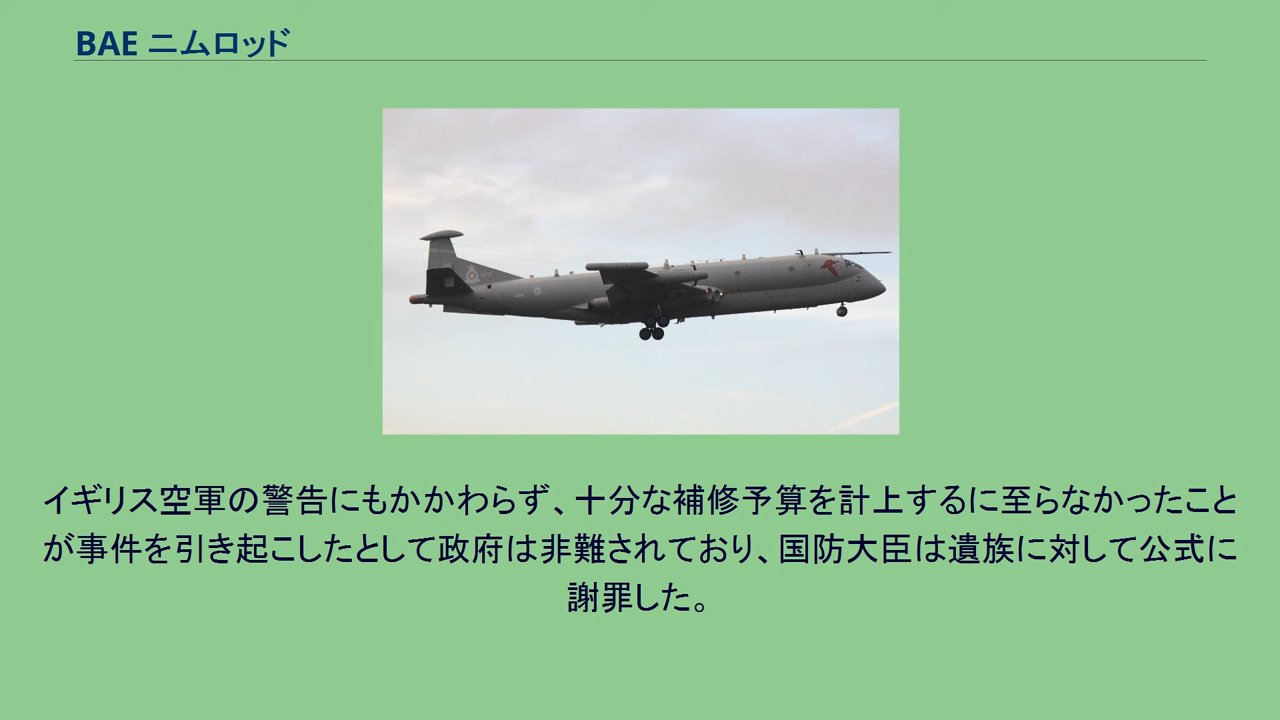 BAE ニムロッド
イギリス空軍の警告にもかかわらず、十分な補修予算を計上するに至らなかったこと
が事件を引き起こしたとして政府は非難されており、国防大臣は遺族に対して公式に
謝罪した。